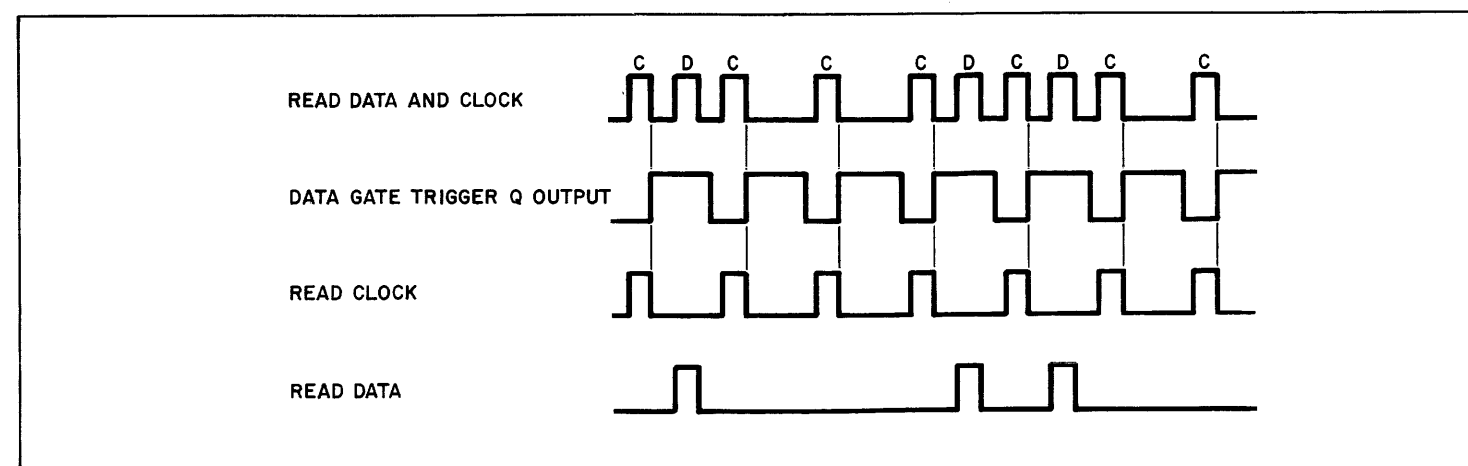 C D C C C D C D C C
READ DATA AND CLOCK
DATA GATE TRIGGER Q OUTPUT
READ CLOCK
READ DATA